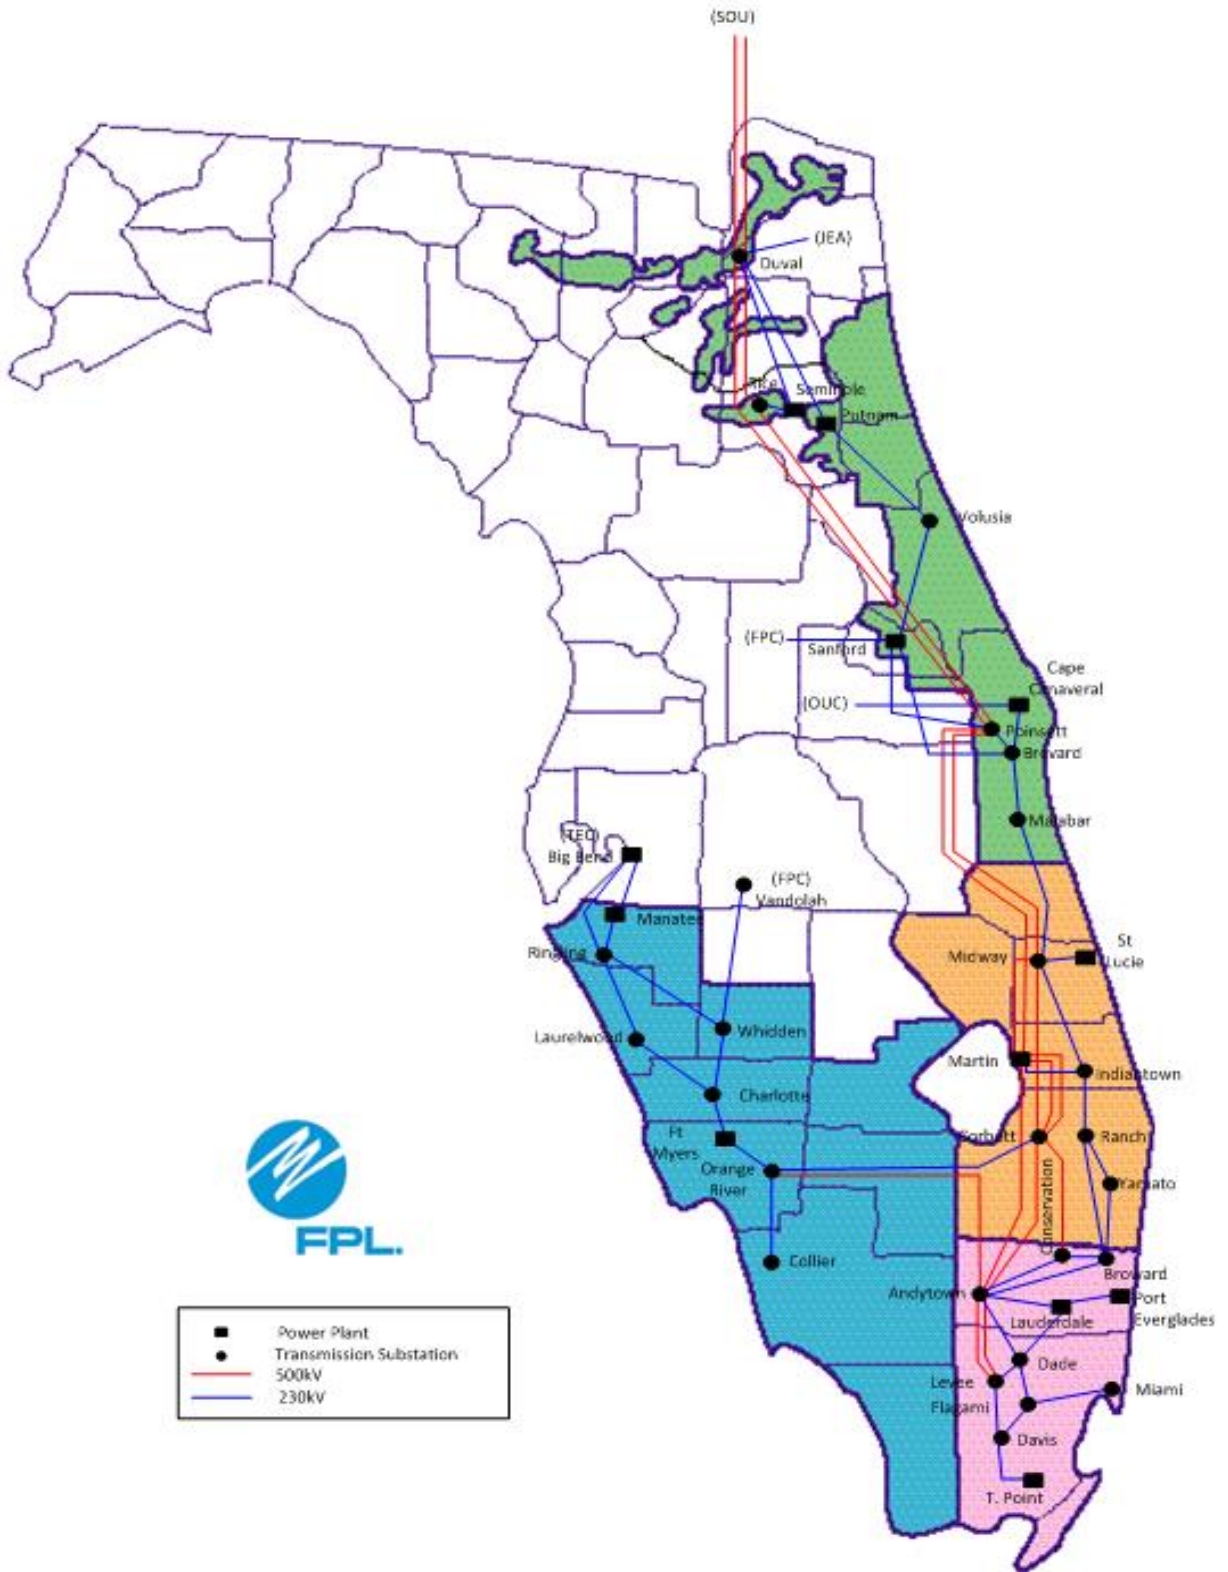 (SOU)
(JEA)
Duval
Rice
Seminole
Putnam
Volusia
(FPC)
Sanford
Cape
Canaveral
(OUC)
Poinsett
Brevard
Malabar
(TEC)
Big Bend
(FPC)
Vandolah
Manatee
St
Lucie
Midway
Ringling
Whidden
Laurelwood
Martin
Indiantown
Charlotte
Ft
Myers
Corbett
Ranch
Orange
River
Yamato
Conservation
Collier
Broward
Andytown
Port
Everglades
Lauderdale
Dade
Levee
Miami
Flagami
Davis
T. Point
FPL.
Power Plant
Transmission Substation
500kV
230kV